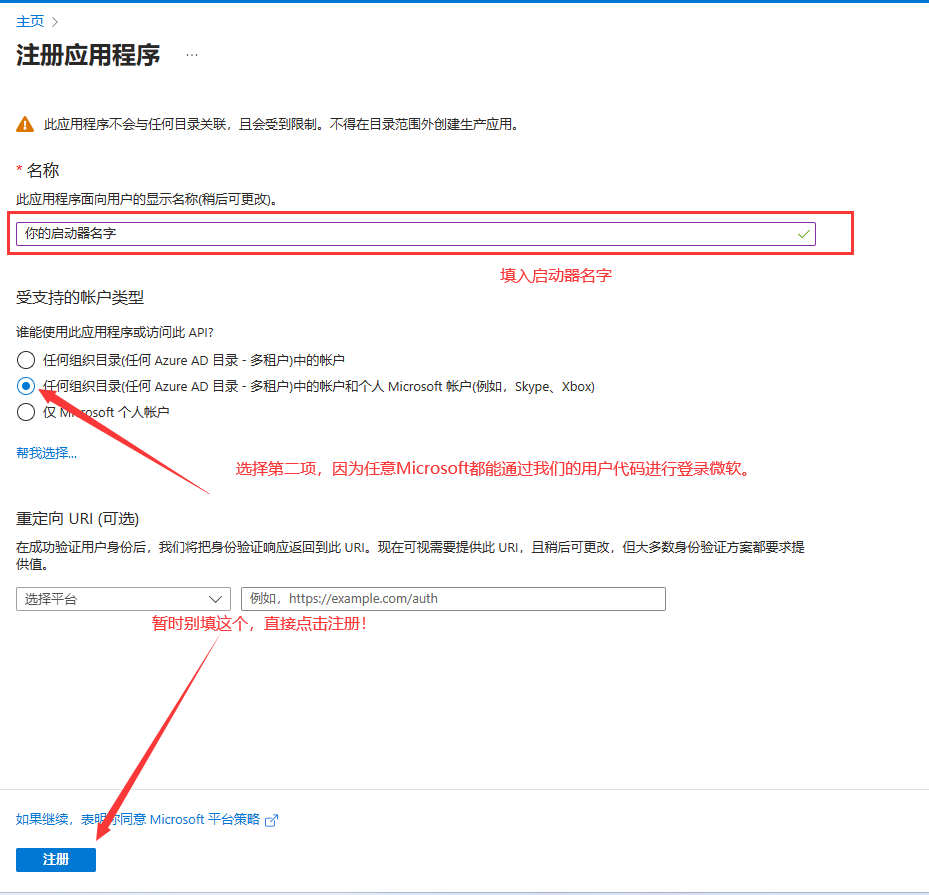 主页
注册应用程序
此应用程序不会与任何目录关联，且会受到限制。不得在目录范围外创建生产应用。
* 名称
此应用程序面向用户的显示名称(稍后可更改)。
你的启动器名字
填入启动器名字
受支持的帐户类型
谁能使用此应用程序或访问此 API?
任何组织目录(任何 Azure AD 目录 - 多租户)中的帐户
任何组织目录(任何 Azure AD 目录 - 多租户)中的帐户和个人 Microsoft 帐户(例如，Skype、Xbox)
仅 Microsoft 个人帐户
帮我选择...
选择第二项，因为任意Microsoft都能通过我们的用户代码进行登录微软。
重定向 URI (可选)
在成功验证用户身份后，我们将把身份验证响应返回到此 URI。现在可视需要提供此 URI，且稍后可更改，但大多数身份验证方案都要求提
供值。
选择平台
例如，https://example.com/auth
暂时别填这个，直接点击注册！
如果继续，表明你同意 Microsoft 平台策略
注册